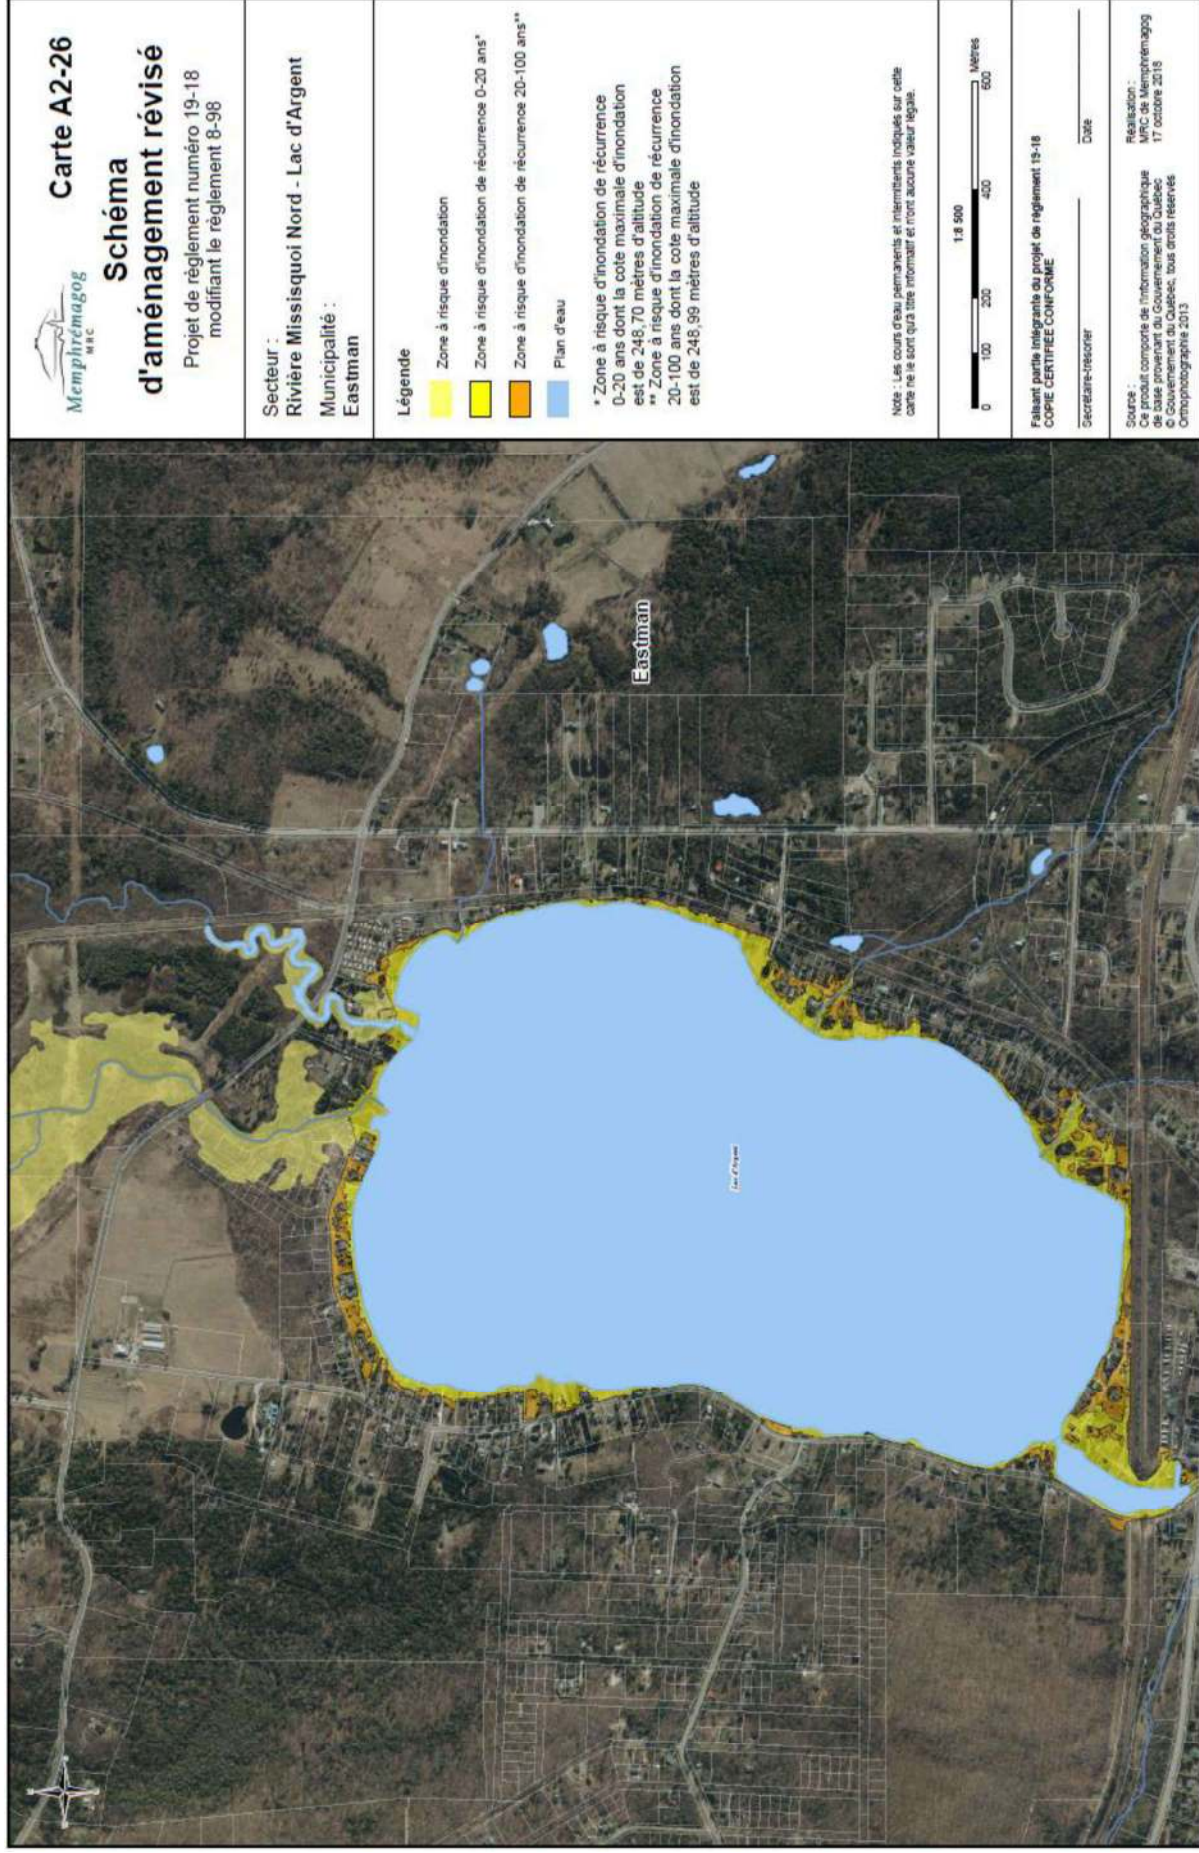 Memphrémagog
MRC
Carte A2-26
Schéma
d'aménagement révisé
Projet de règlement numéro 19-18
modifiant le règlement 8-98
Secteur :
Rivière Missisquoi Nord - Lac d'Argent
Municipalité :
Eastman
Légende
Zone à risque d'inondation
Zone à risque d'inondation de récurrence 0-20 ans*
Zone à risque d'inondation de récurrence 20-100 ans**
Plan d'eau
* Zone à risque d'inondation de récurrence
0-20 ans dont la cote maximale d'inondation
est de 248,70 mètres d'altitude
** Zone à risque d'inondation de récurrence
20-100 ans dont la cote maximale d'inondation
est de 248,99 mètres d'altitude
Note : Les cours d'eau permanents et intermittents indiqués sur cette
carte ne le sont qu'à titre informatif et n'ont aucune valeur légale.
1:8 500
0 100 200 400 600 Mètres
Faisant partie intégrante du projet de règlement 19-18
COPIE CERTIFIÉE CONFORME
Secrétaire-trésorier
Date
Source :
Ce produit comporte de l'information géographique
de base provenant du Gouvernement du Québec
© Gouvernement du Québec, tous droits réservés
Orthophotographie 2013
Réalisation :
MRC de Memphrémagog
17 octobre 2018
Eastman
Lac d'Argent